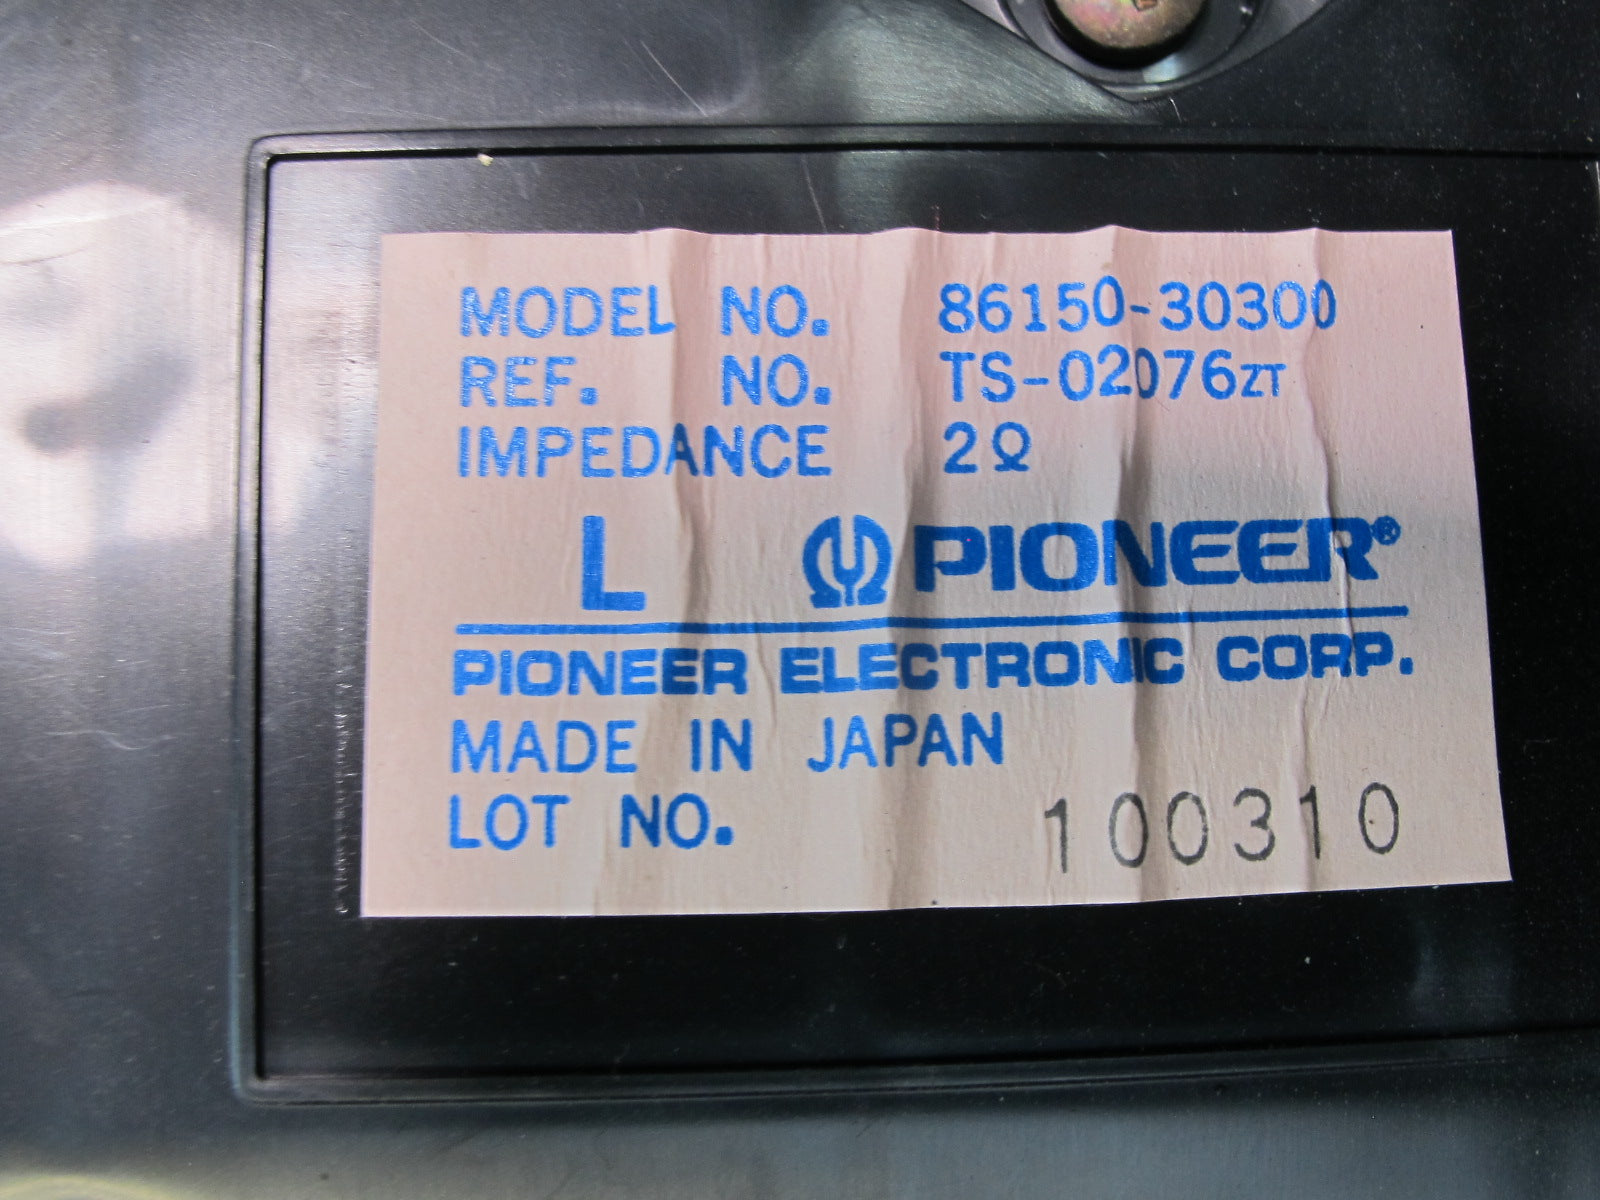 MODEL NO. 86150-30300
REF. NO. TS-02076ZT
IMPEDANCE 2Ω
L PIONEER®
PIONEER ELECTRONIC CORP.
MADE IN JAPAN
LOT NO. 100310